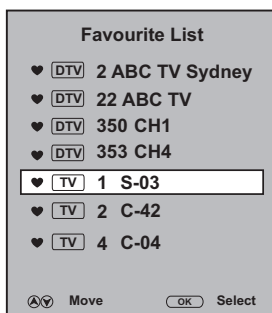 Favourite List
DTV 2 ABC TV Sydney
DTV 22 ABC TV
DTV 350 CH1
DTV 353 CH4
TV 1 S-03
TV 2 C-42
TV 4 C-04
Move OK Select